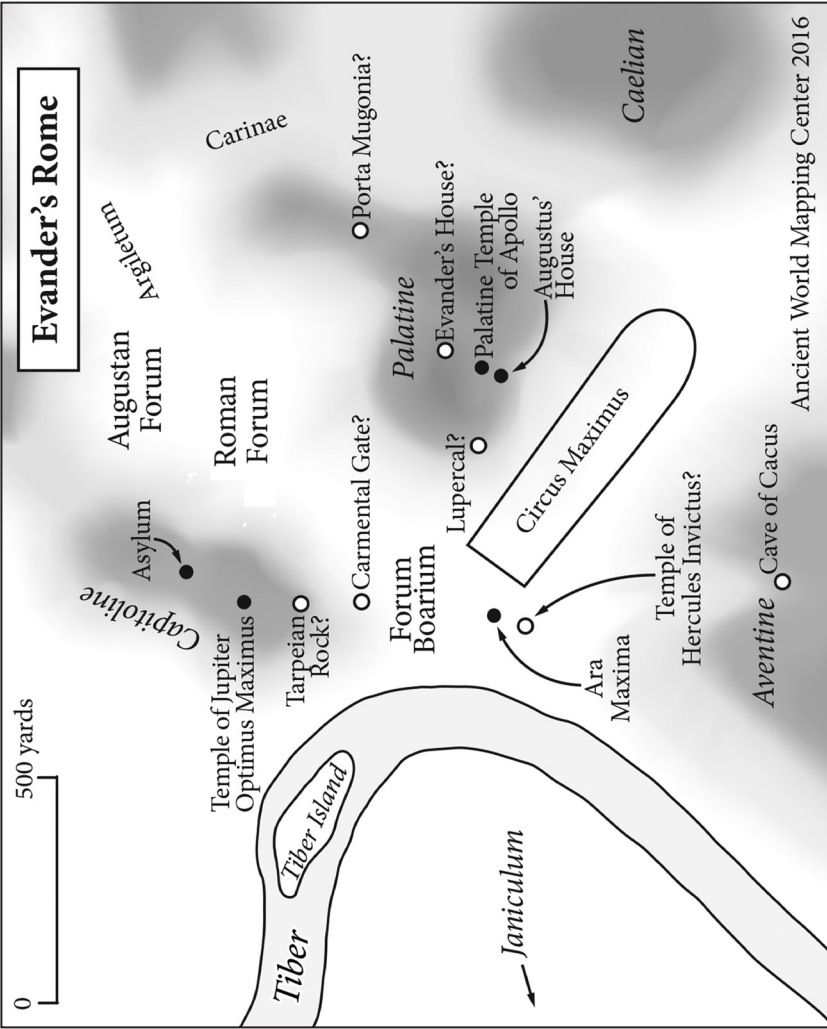 Evander's Rome
0
500 yards
Capitoline
Asylum
Augustan
Forum
Argiletum
Carinae
Temple of Jupiter
Optimus Maximus
Roman
Forum
Tarpeian
Rock?
Carmental Gate?
Porta Mugonia?
Tiber
Tiber Island
Forum
Boarium
Palatine
Evander's House?
Lupercal?
Palatine Temple
of Apollo
Augustus'
House
Circus Maximus
Caelian
Janiculum
Ara
Maxima
Temple of
Hercules Invictus?
Aventine
Cave of Cacus
Ancient World Mapping Center 2016